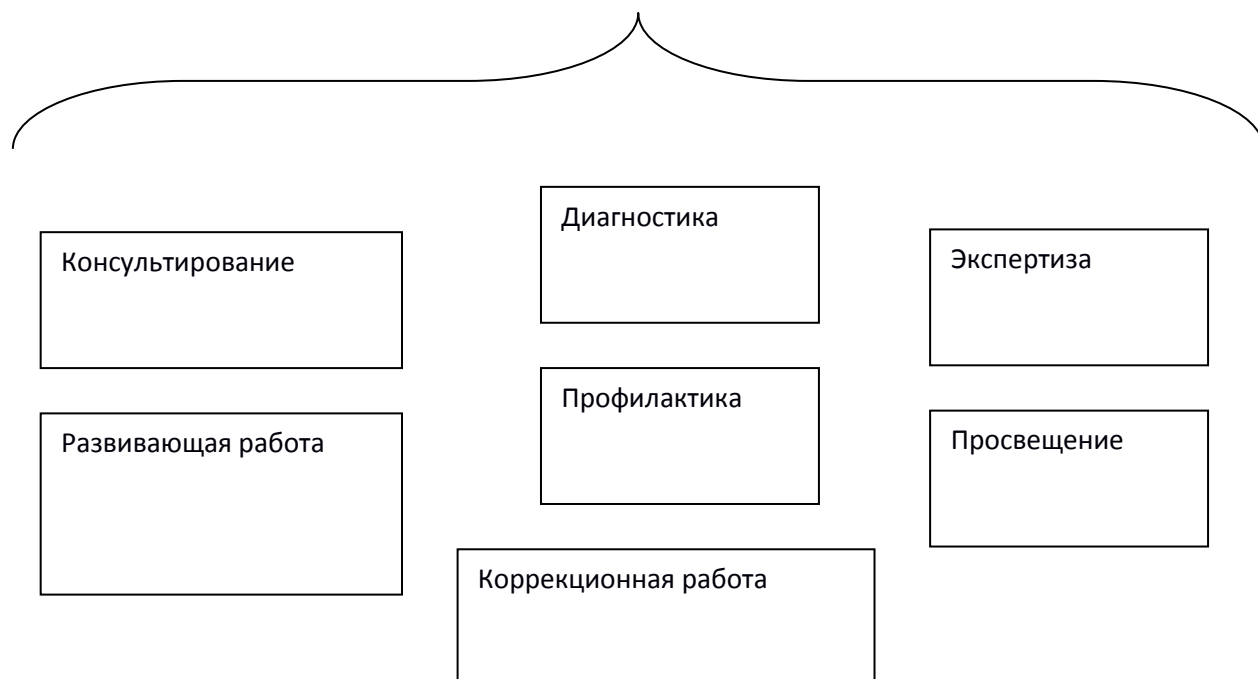 Диагностика
Консультирование
Экспертиза
Профилактика
Развивающая работа
Просвещение
Коррекционная работа